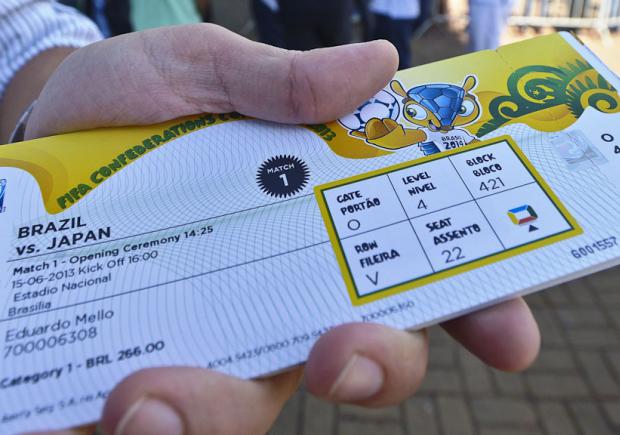 FIFA CONFEDERATIONS CUP
2013
BRASIL
2014
MATCH
1
BRAZIL
VS. JAPAN
Match 1 - Opening Ceremony 14:25
15-06-2013 Kick Off 16:00
Estadio Nacional
Brasilia
Eduardo Mello
700006308
Category 1 - BRL 266.00
GATE
PORTÃO
O
LEVEL
NIVEL
4
BLOCK
BLOCO
421
ROW
FILEIRA
V
SEAT
ASSENTO
22
6001557
O
4